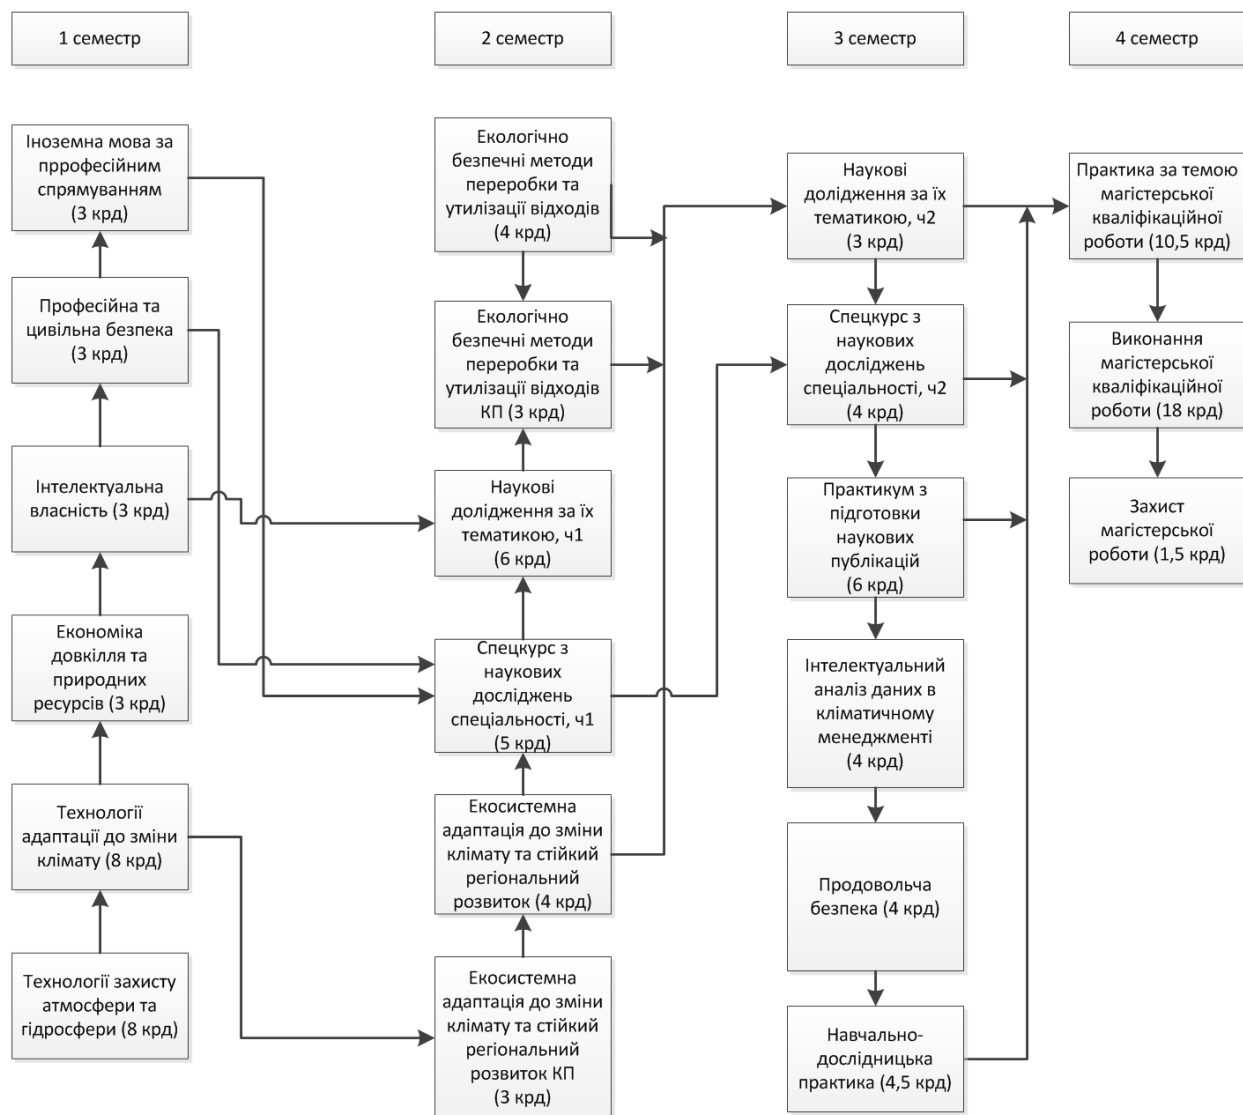 1 семестр
2 семестр
3 семестр
4 семестр
Іноземна мова за
прpофесійним
спрямуванням
(3 крд)
Професійна та
цивільна безпека
(3 крд)
Інтелектуальна
власність (3 крд)
Економіка
довкілля та
природних
ресурсів (3 крд)
Технології
адаптації до зміни
клімату (8 крд)
Технології захисту
атмосфери та
гідросфери (8 крд)
Екологічно
безпечні методи
переробки та
утилізації відходів
(4 крд)
Екологічно
безпечні методи
переробки та
утилізації відходів
КП (3 крд)
Наукові
долідження за їх
тематикою, ч1
(6 крд)
Спецкурс з
наукових
досліджень
спеціальності, ч1
(5 крд)
Екосистемна
адаптація до зміни
клімату та стійкий
регіональний
розвиток (4 крд)
Екосистемна
адаптація до зміни
клімату та стійкий
регіональний
розвиток КП
(3 крд)
Наукові
долідження за їх
тематикою, ч2
(3 крд)
Спецкурс з
наукових
досліджень
спеціальності, ч2
(4 крд)
Практикум з
підготовки
наукових
публікацій
(6 крд)
Інтелектуальний
аналіз даних в
кліматичному
менеджменті
(4 крд)
Продовольча
безпека (4 крд)
Навчально-
дослідницька
практика (4,5 крд)
Практика за темою
магістерської
кваліфікаційної
роботи (10,5 крд)
Виконання
магістерської
кваліфікаційної
роботи (18 крд)
Захист
магістерської
роботи (1,5 крд)